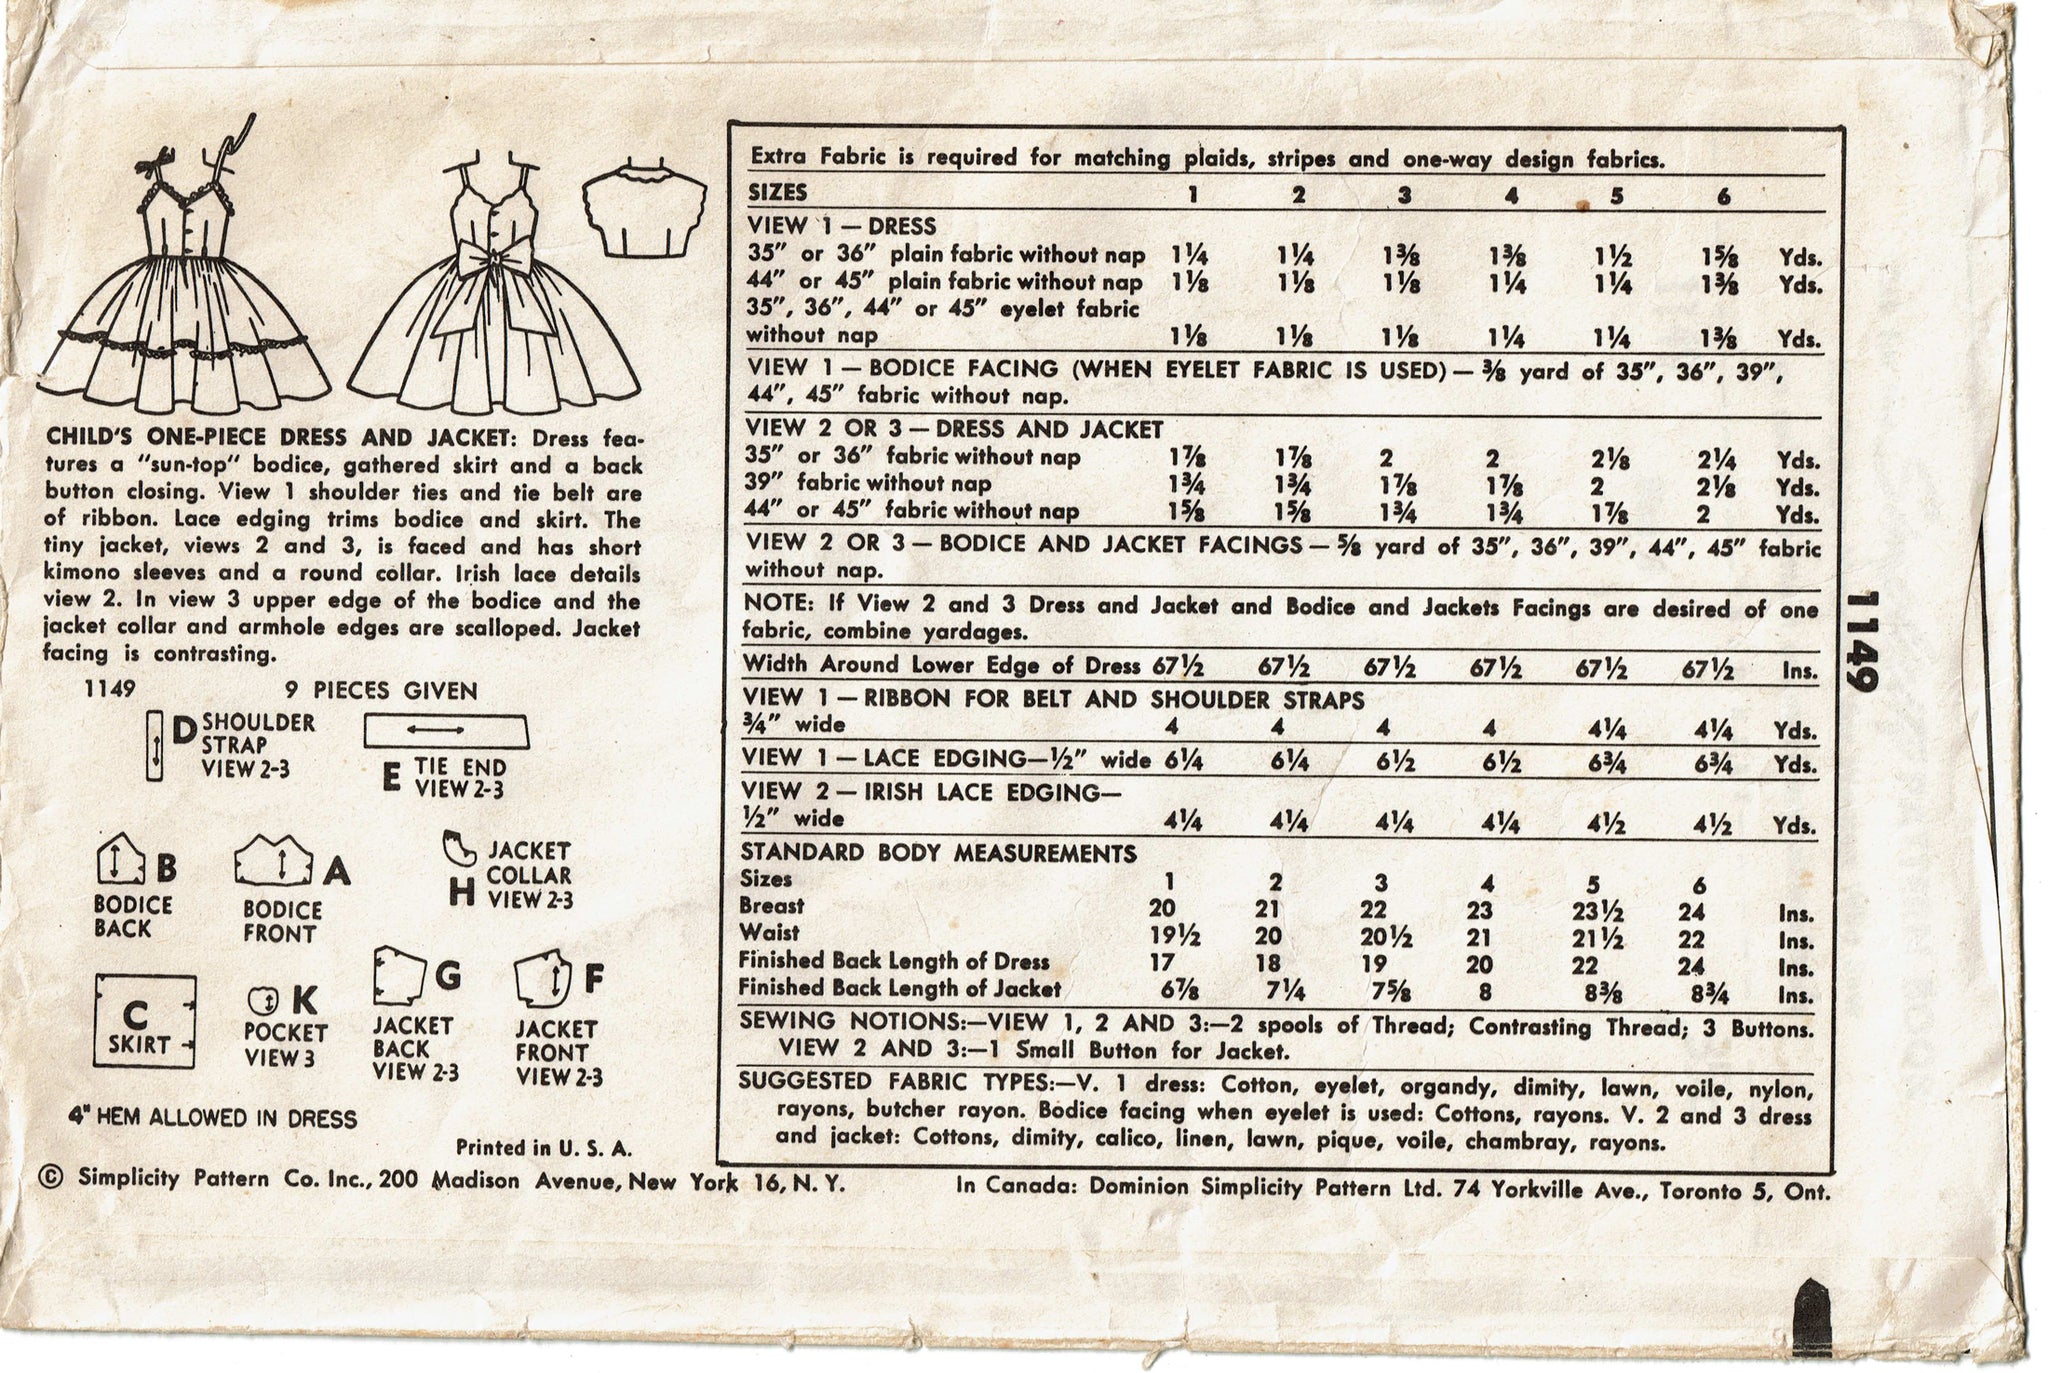 CHILD'S ONE-PIECE DRESS AND JACKET: Dress fea-
tures a "sun-top" bodice, gathered skirt and a back
button closing. View 1 shoulder ties and tie belt are
of ribbon. Lace edging trims bodice and skirt. The
tiny jacket, views 2 and 3, is faced and has short
kimono sleeves and a round collar. Irish lace details
view 2. In view 3 upper edge of the bodice and the
jacket collar and armhole edges are scalloped. Jacket
facing is contrasting.
1149 9 PIECES GIVEN
D SHOULDER
STRAP
VIEW 2-3
E TIE END
VIEW 2-3
B
BODICE
BACK
A
BODICE
FRONT
H JACKET
COLLAR
VIEW 2-3
C
SKIRT
K
POCKET
VIEW 3
G
JACKET
BACK
VIEW 2-3
F
JACKET
FRONT
VIEW 2-3
4" HEM ALLOWED IN DRESS
Printed in U. S. A.
Extra Fabric is required for matching plaids, stripes and one-way design fabrics.
SIZES 1 2 3 4 5 6
VIEW 1 — DRESS
35" or 36" plain fabric without nap 1¼ 1¼ 1⅜ 1⅜ 1½ 1⅝ Yds.
44" or 45" plain fabric without nap 1⅛ 1⅛ 1⅛ 1¼ 1¼ 1⅜ Yds.
35", 36", 44" or 45" eyelet fabric
without nap 1⅛ 1⅛ 1⅛ 1¼ 1¼ 1⅜ Yds.
VIEW 1 — BODICE FACING (WHEN EYELET FABRIC IS USED) — ⅜ yard of 35", 36", 39",
44", 45" fabric without nap.
VIEW 2 OR 3 — DRESS AND JACKET
35" or 36" fabric without nap 1⅞ 1⅞ 2 2 2⅛ 2¼ Yds.
39" fabric without nap 1¾ 1¾ 1⅞ 1⅞ 2 2⅛ Yds.
44" or 45" fabric without nap 1⅝ 1⅝ 1¾ 1¾ 1⅞ 2 Yds.
VIEW 2 OR 3 — BODICE AND JACKET FACINGS — ⅝ yard of 35", 36", 39", 44", 45" fabric
without nap.
NOTE: If View 2 and 3 Dress and Jacket and Bodice and Jackets Facings are desired of one
fabric, combine yardages.
Width Around Lower Edge of Dress 67½ 67½ 67½ 67½ 67½ 67½ Ins.
VIEW 1 — RIBBON FOR BELT AND SHOULDER STRAPS
¾" wide 4 4 4 4 4¼ 4¼ Yds.
VIEW 1 — LACE EDGING—½" wide 6¼ 6¼ 6½ 6½ 6¾ 6¾ Yds.
VIEW 2 — IRISH LACE EDGING—
½" wide 4¼ 4¼ 4¼ 4¼ 4½ 4½ Yds.
STANDARD BODY MEASUREMENTS
Sizes 1 2 3 4 5 6
Breast 20 21 22 23 23½ 24 Ins.
Waist 19½ 20 20½ 21 21½ 22 Ins.
Finished Back Length of Dress 17 18 19 20 22 24 Ins.
Finished Back Length of Jacket 6⅞ 7¼ 7⅝ 8 8⅜ 8¾ Ins.
SEWING NOTIONS:—VIEW 1, 2 AND 3:—2 spools of Thread; Contrasting Thread; 3 Buttons.
VIEW 2 AND 3:—1 Small Button for Jacket.
SUGGESTED FABRIC TYPES:—V. 1 dress: Cotton, eyelet, organdy, dimity, lawn, voile, nylon,
rayons, butcher rayon. Bodice facing when eyelet is used: Cottons, rayons. V. 2 and 3 dress
and jacket: Cottons, dimity, calico, linen, lawn, pique, voile, chambray, rayons.
1149
© Simplicity Pattern Co. Inc., 200 Madison Avenue, New York 16, N. Y. In Canada: Dominion Simplicity Pattern Ltd. 74 Yorkville Ave., Toronto 5, Ont.